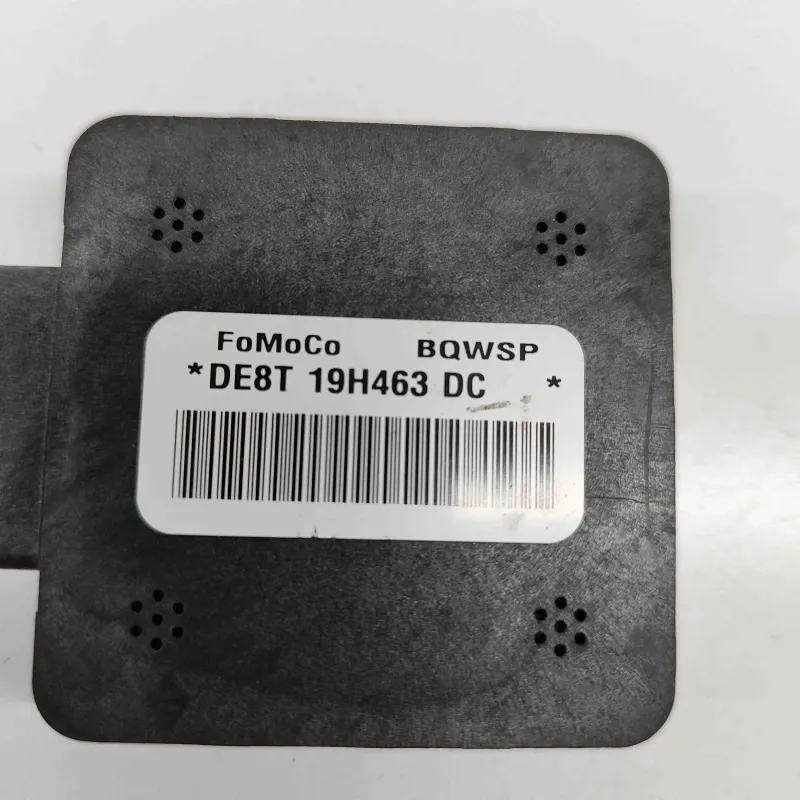 FoMoCo BQWSP
*DE8T 19H463 DC *